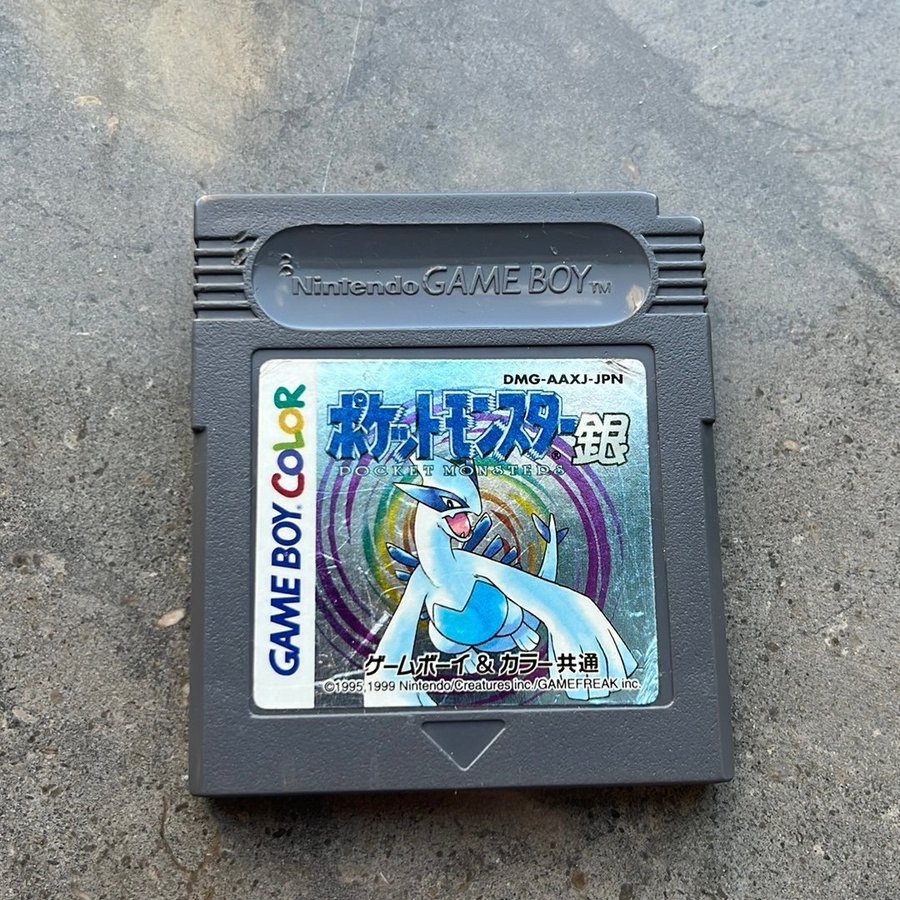 Nintendo GAME BOY TM
DMG-AAXJ-JPN
ポケットモンスター®銀
POCKET MONSTERS
GAME BOY COLOR
ゲームボーイ & カラー共通
©1995,1999 Nintendo/Creatures inc./GAMEFREAK inc.